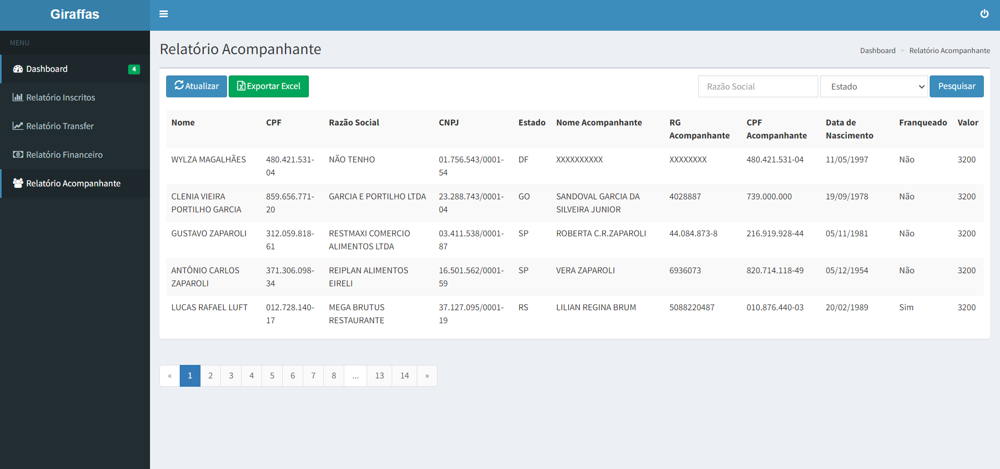 Giraffas
MENU
Dashboard 4
Relatório Inscritos
Relatório Transfer
Relatório Financeiro
Relatório Acompanhante
Relatório Acompanhante
Dashboard > Relatório Acompanhante
Atualizar Exportar Excel Razão Social Estado Pesquisar
Nome CPF Razão Social CNPJ Estado Nome Acompanhante RG CPF Data de Franqueado Valor
Acompanhante Acompanhante Nascimento
WYLZA MAGALHÃES 480.421.531- NÃO TENHO 01.756.543/0001- DF XXXXXXXXXX XXXXXXXX 480.421.531-04 11/05/1997 Não 3200
04 54
CLENIA VIEIRA 859.656.771- GARCIA E PORTILHO LTDA 23.288.743/0001- GO SANDOVAL GARCIA DA 4028887 739.000.000 19/09/1978 Não 3200
PORTILHO GARCIA 20 04 SILVEIRA JUNIOR
GUSTAVO ZAPAROLI 312.059.818- RESTMAXI COMERCIO 03.411.538/0001- SP ROBERTA C.R.ZAPAROLI 44.084.873-8 216.919.928-44 05/11/1981 Não 3200
61 ALIMENTOS LTDA 87
ANTÔNIO CARLOS 371.306.098- REIPLAN ALIMENTOS 16.501.562/0001- SP VERA ZAPAROLI 6936073 820.714.118-49 05/12/1954 Não 3200
ZAPAROLI 34 EIRELI 59
LUCAS RAFAEL LUFT 012.728.140- MEGA BRUTUS 37.127.095/0001- RS LILIAN REGINA BRUM 5088220487 010.876.440-03 20/02/1989 Sim 3200
17 RESTAURANTE 19
« 1 2 3 4 5 6 7 8 ... 13 14 »